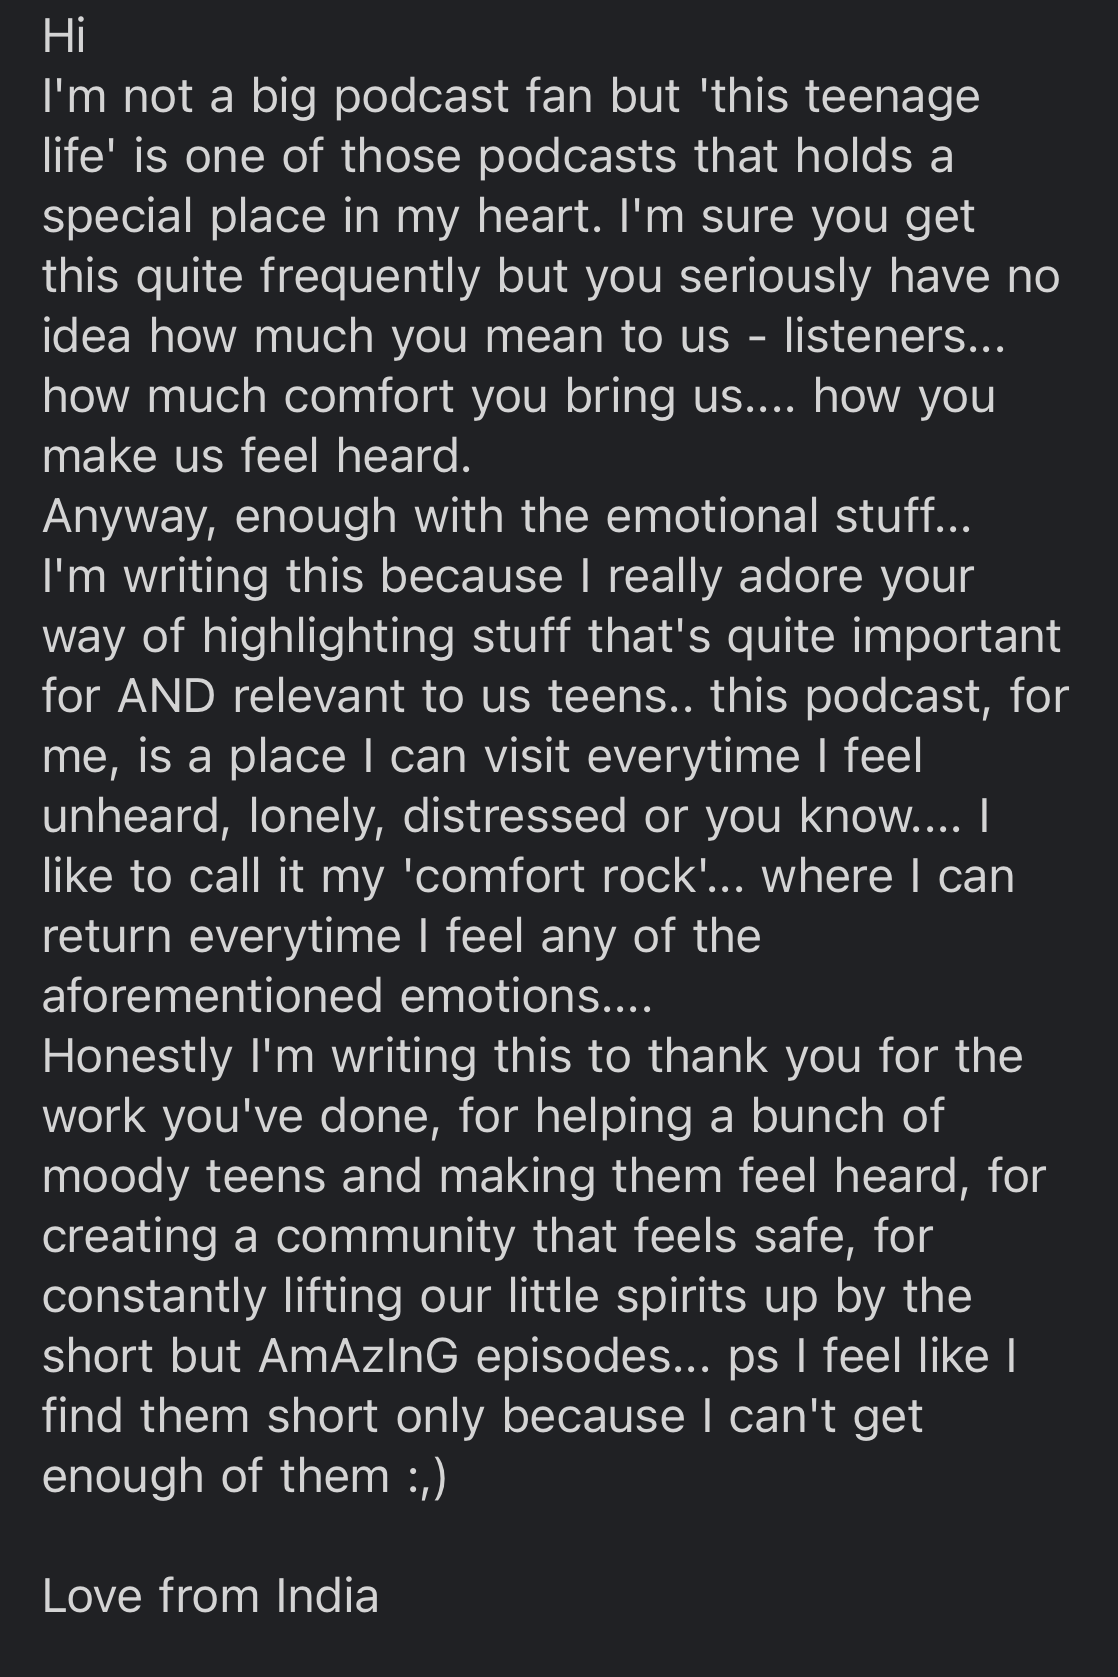 Hi
I'm not a big podcast fan but 'this teenage
life' is one of those podcasts that holds a
special place in my heart. I'm sure you get
this quite frequently but you seriously have no
idea how much you mean to us - listeners...
how much comfort you bring us.... how you
make us feel heard.
Anyway, enough with the emotional stuff...
I'm writing this because I really adore your
way of highlighting stuff that's quite important
for AND relevant to us teens.. this podcast, for
me, is a place I can visit everytime I feel
unheard, lonely, distressed or you know.... I
like to call it my 'comfort rock'... where I can
return everytime I feel any of the
aforementioned emotions....
Honestly I'm writing this to thank you for the
work you've done, for helping a bunch of
moody teens and making them feel heard, for
creating a community that feels safe, for
constantly lifting our little spirits up by the
short but AmAzInG episodes... ps I feel like I
find them short only because I can't get
enough of them :,)
Love from India